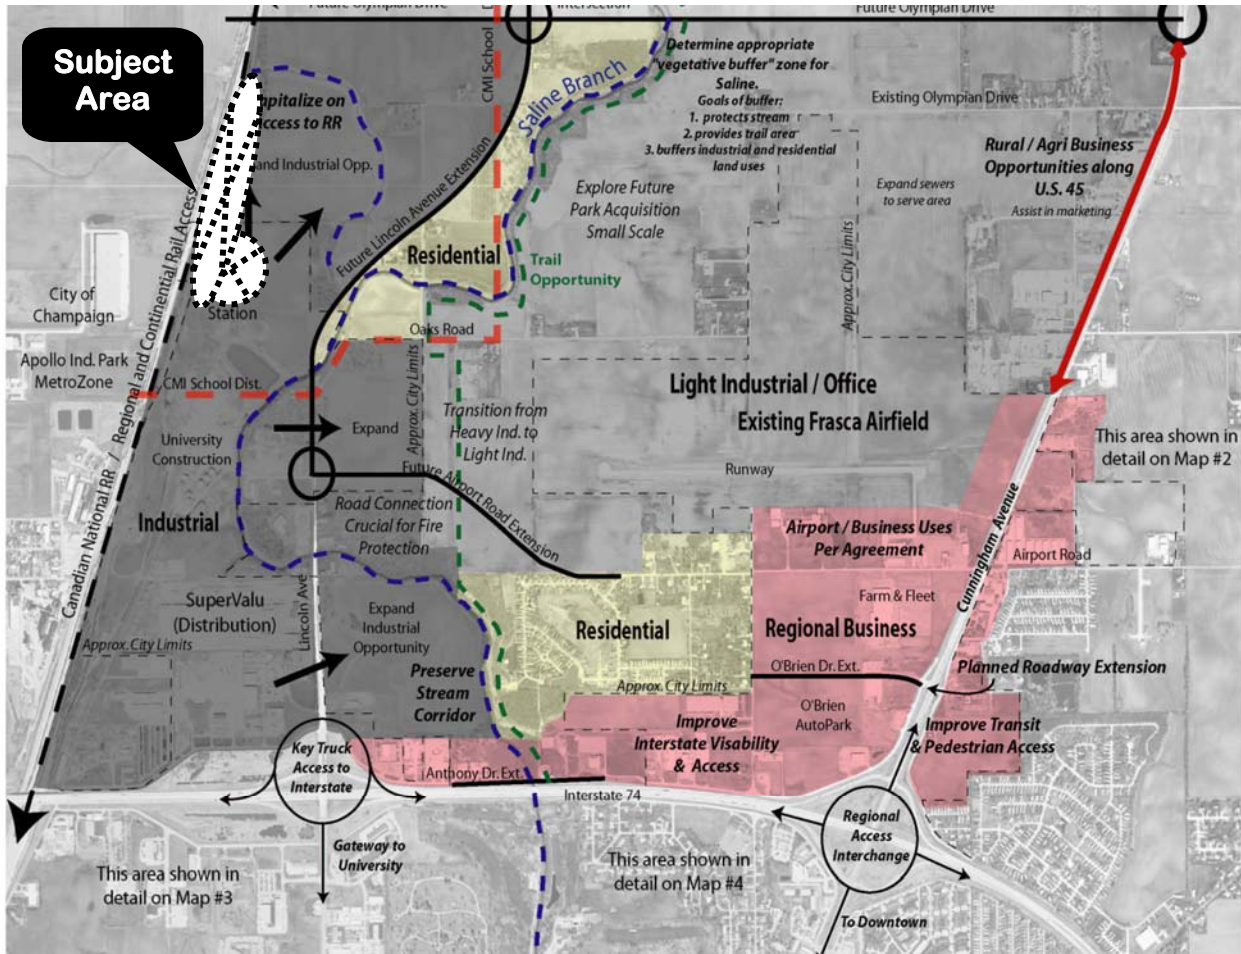 Future Olympian Drive
Intersection
Future Olympian Drive
Subject
Area
CMI School
Saline Branch
Determine appropriate
"vegetative buffer" zone for
Saline.
Goals of buffer:
1. protects stream
2. provides trail area
3. buffers industrial and residential
land uses
Existing Olympian Drive
pitalize on
ccess to RR
and Industrial Opp.
Rural / Agri Business
Opportunities along
U.S. 45
Assist in marketing
Expand sewers
to serve area
Explore Future
Park Acquisition
Small Scale
Future Lincoln Avenue Extension
Residential
Trail
Opportunity
Approx. City Limits
City of
Champaign
Station
Oaks Road
Apollo Ind. Park
MetroZone
CMI School Dist.
Canadian National RR / Regional and Continental Rail Access
Light Industrial / Office
Existing Frasca Airfield
Approx. City Limits
Transition from
Heavy Ind. to
Light Ind.
Expand
University
Construction
This area shown in
detail on Map #2
Runway
Future Airport Road Extension
Road Connection
Crucial for Fire
Protection
Industrial
Airport / Business Uses
Per Agreement
Cunningham Avenue
Airport Road
SuperValu
(Distribution)
Lincoln Ave
Expand
Industrial
Opportunity
Farm & Fleet
Residential
Regional Business
Approx. City Limits
O'Brien Dr. Ext.
Planned Roadway Extension
Preserve
Stream
Corridor
Approx. City Limits
O'Brien
AutoPark
Improve
Interstate Visability
& Access
Improve Transit
& Pedestrian Access
Key Truck
Access to
Interstate
Anthony Dr. Ext.
Interstate 74
Regional
Access
Interchange
Gateway to
University
This area shown in
detail on Map #3
This area shown in
detail on Map #4
To Downtown